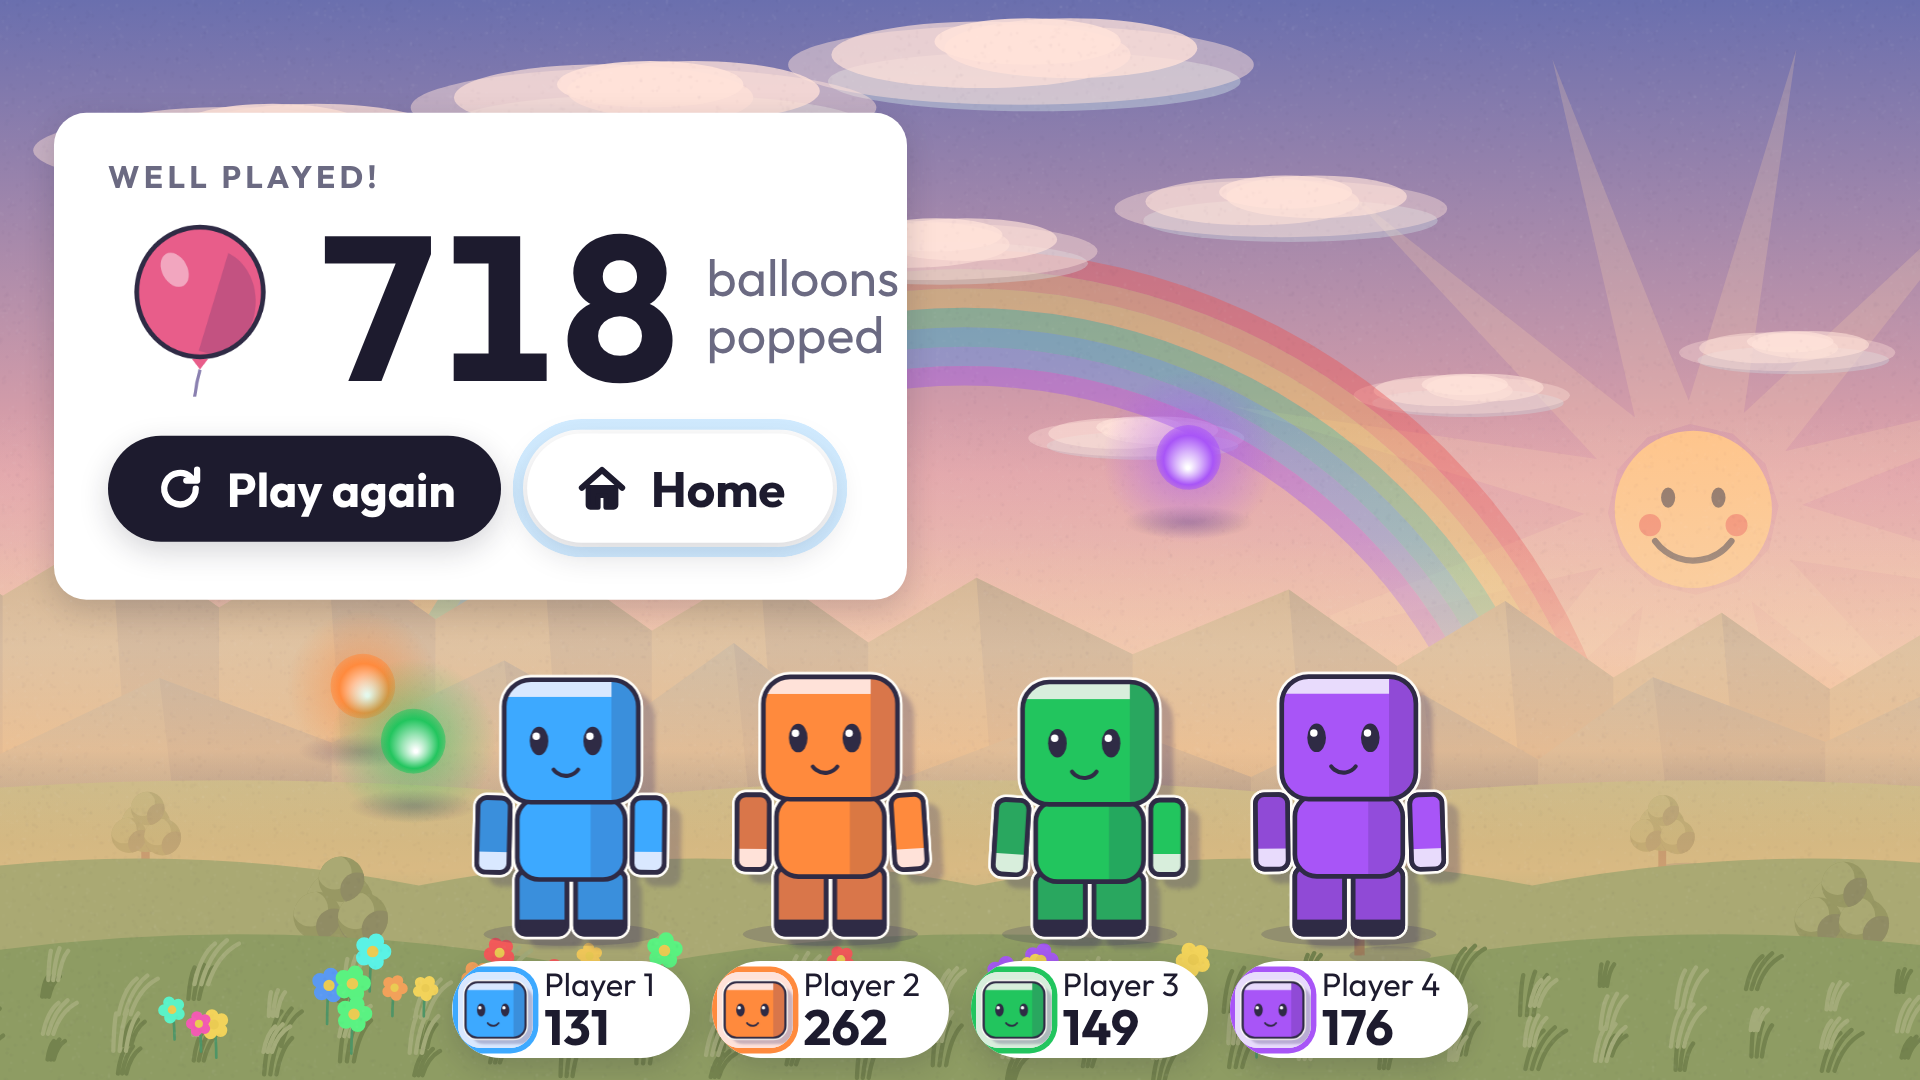 WELL PLAYED!
718
balloons
popped
Play again
Home
Player 1
131
Player 2
262
Player 3
149
Player 4
176